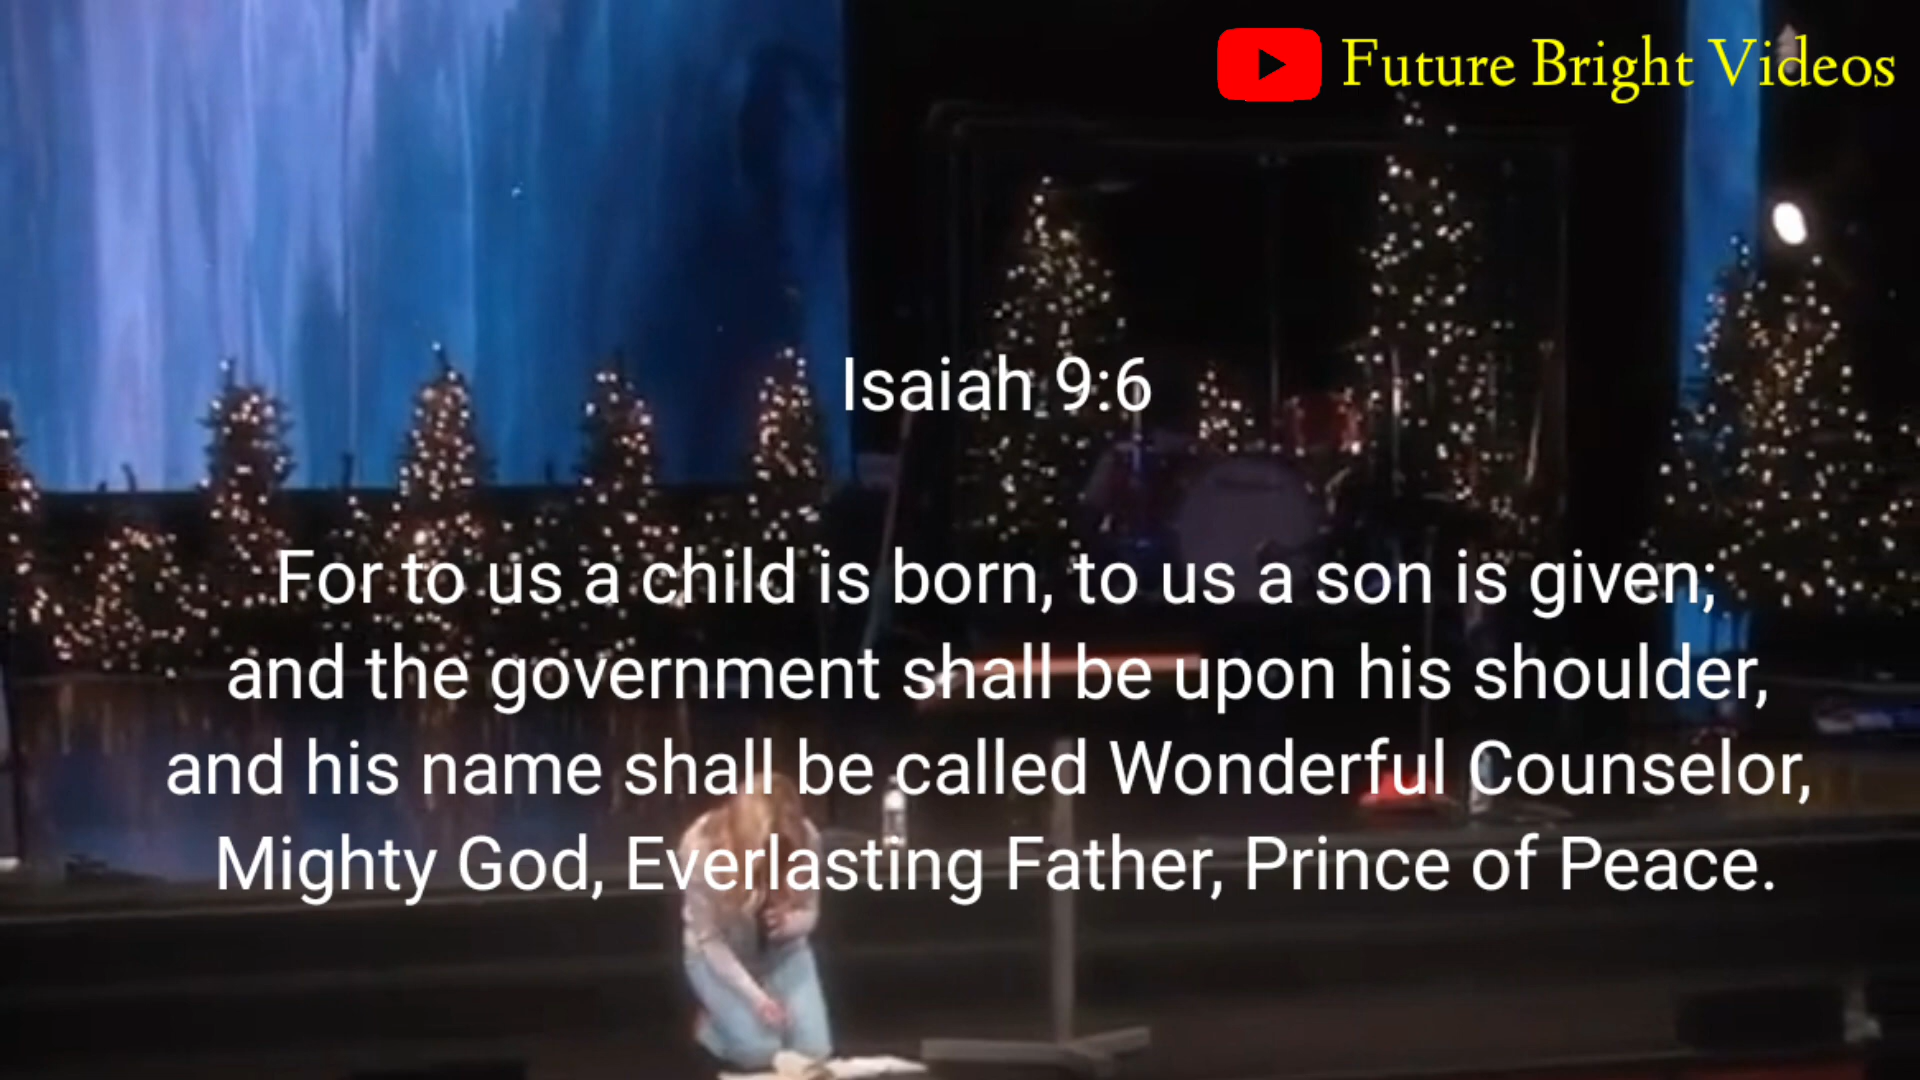 Future Bright Videos
Isaiah 9:6
For to us a child is born, to us a son is given;
and the government shall be upon his shoulder,
and his name shall be called Wonderful Counselor,
Mighty God, Everlasting Father, Prince of Peace.